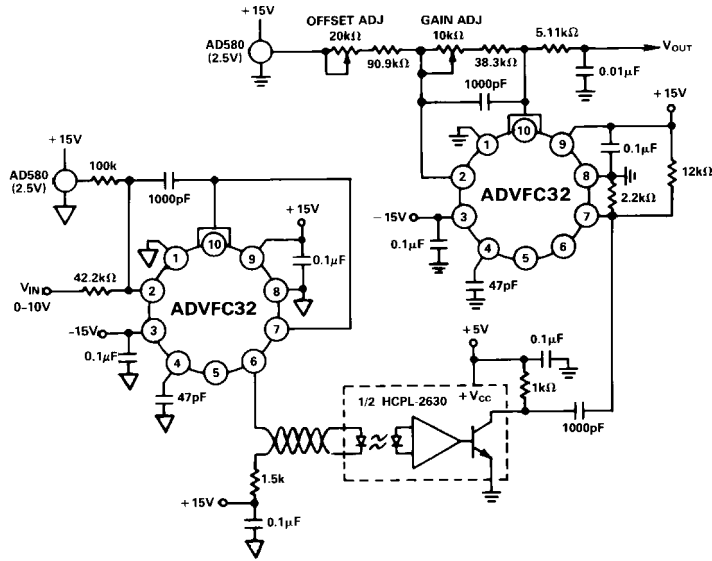 +15V
AD580
(2.5V)
OFFSET ADJ
20kΩ
90.9kΩ
GAIN ADJ
10kΩ
38.3kΩ
5.11kΩ
VOUT
0.01μF
1000pF
+15V
0.1μF
12kΩ
2.2kΩ
1
10
9
2
8
ADVFC32
3
7
4
5
6
−15V
0.1μF
47pF
+15V
AD580
(2.5V)
100k
1000pF
+15V
0.1μF
1
10
9
VIN
0–10V
42.2kΩ
2
8
ADVFC32
-15V
3
7
0.1μF
4
5
6
47pF
+5V
0.1μF
1kΩ
1/2 HCPL-2630
+VCC
1000pF
1.5k
+15V
0.1μF